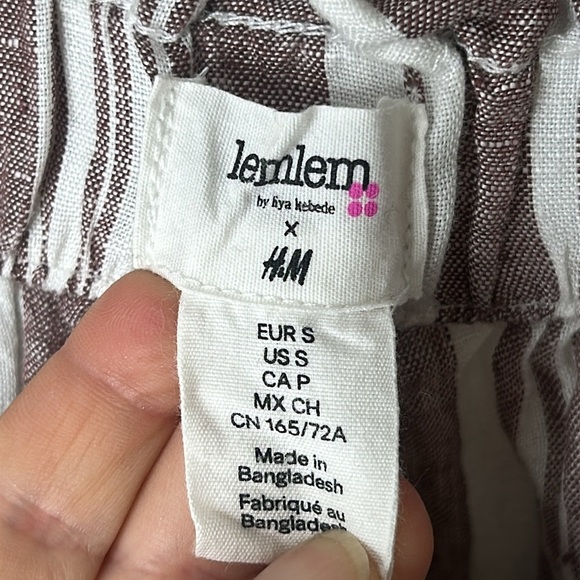 lemlem
by liya kebede
x
H&M
EUR S
US S
CA P
MX CH
CN 165/72A
Made in
Bangladesh
Fabriqué au
Bangladesh